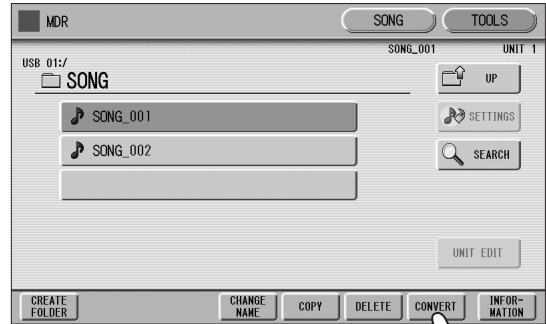 MDR
SONG
TOOLS
SONG_001
UNIT 1
USB 01:/
SONG
UP
SONG_001
SETTINGS
SONG_002
SEARCH
UNIT EDIT
CREATE
FOLDER
CHANGE
NAME
COPY
DELETE
CONVERT
INFOR-
MATION